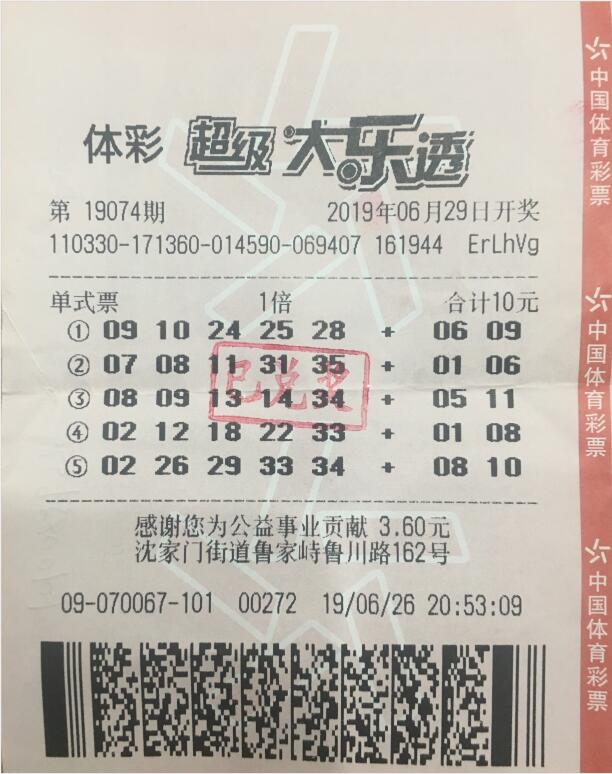 体彩 超级大乐透
第 19074期 2019年06月29日开奖
110330-171360-014590-069407 161944 ErLhVg
单式票 1倍 合计10元
① 09 10 24 25 28 + 06 09
② 07 08 11 31 35 + 01 06
③ 08 09 13 14 34 + 05 11
④ 02 12 18 22 33 + 01 08
⑤ 02 26 29 33 34 + 08 10
已兑奖
感谢您为公益事业贡献 3.60元
沈家门街道鲁家峙鲁川路162号
09-070067-101 00272 19/06/26 20:53:09
中国体育彩票
中国体育彩票
中国体育彩票